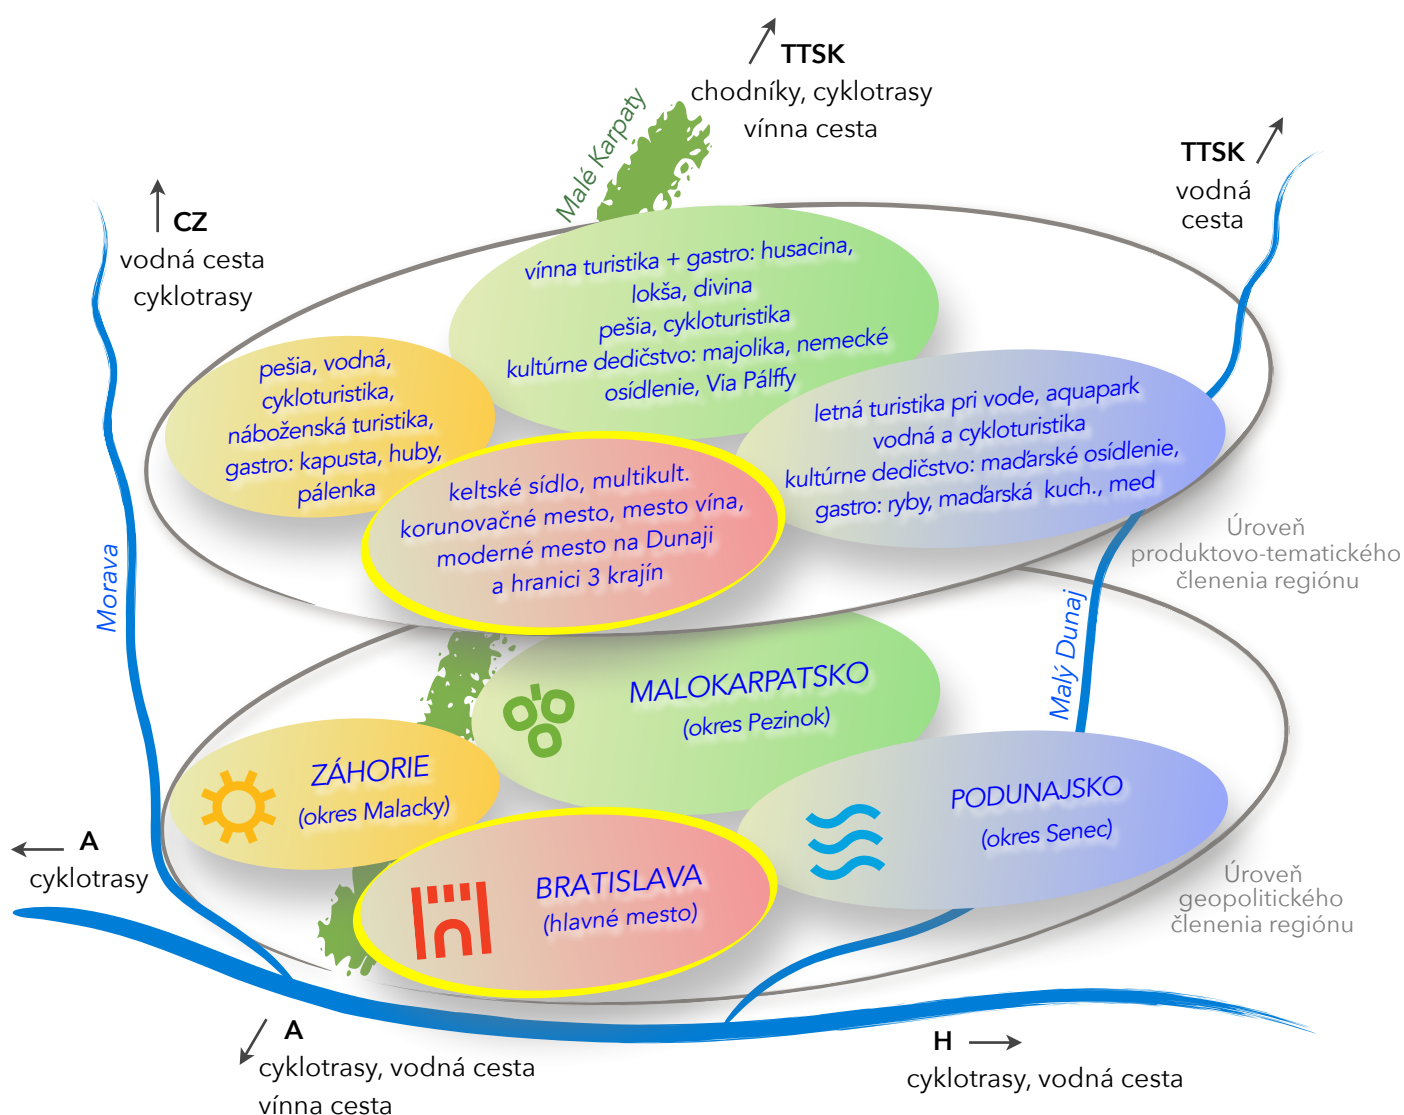 TTSK
chodníky, cyklotrasy
vínna cesta
Malé Karpaty
TTSK
vodná
cesta
CZ
vodná cesta
cyklotrasy
vínna turistika + gastro: husacina,
lokša, divina
pešia, cykloturistika
kultúrne dedičstvo: majolika, nemecké
osídlenie, Via Pálffy
pešia, vodná,
cykloturistika,
náboženská turistika,
gastro: kapusta, huby,
pálenka
letná turistika pri vode, aquapark
vodná a cykloturistika
kultúrne dedičstvo: maďarské osídlenie,
gastro: ryby, maďarská kuch., med
keltské sídlo, multikult.
korunovačné mesto, mesto vína,
moderné mesto na Dunaji
a hranici 3 krajín
Úroveň
produktovo-tematického
členenia regiónu
Morava
Malý Dunaj
MALOKARPATSKO
(okres Pezinok)
ZÁHORIE
(okres Malacky)
PODUNAJSKO
(okres Senec)
BRATISLAVA
(hlavné mesto)
Úroveň
geopolitického
členenia regiónu
A
cyklotrasy
A
cyklotrasy, vodná cesta
vínna cesta
H
cyklotrasy, vodná cesta